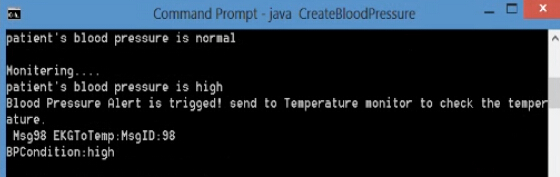 Command Prompt - java CreateBloodPressure
patient's blood pressure is normal
Monitering....
patient's blood pressure is high
Blood Pressure Alert is trigged! send to Temperature monitor to check the temper
ature.
Msg98 EKGToTemp:MsgID:98
BPCondition:high